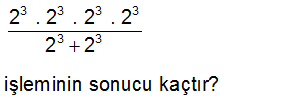 2³ . 2³ . 2³ . 2³
2³ + 2³
işleminin sonucu kaçtır?